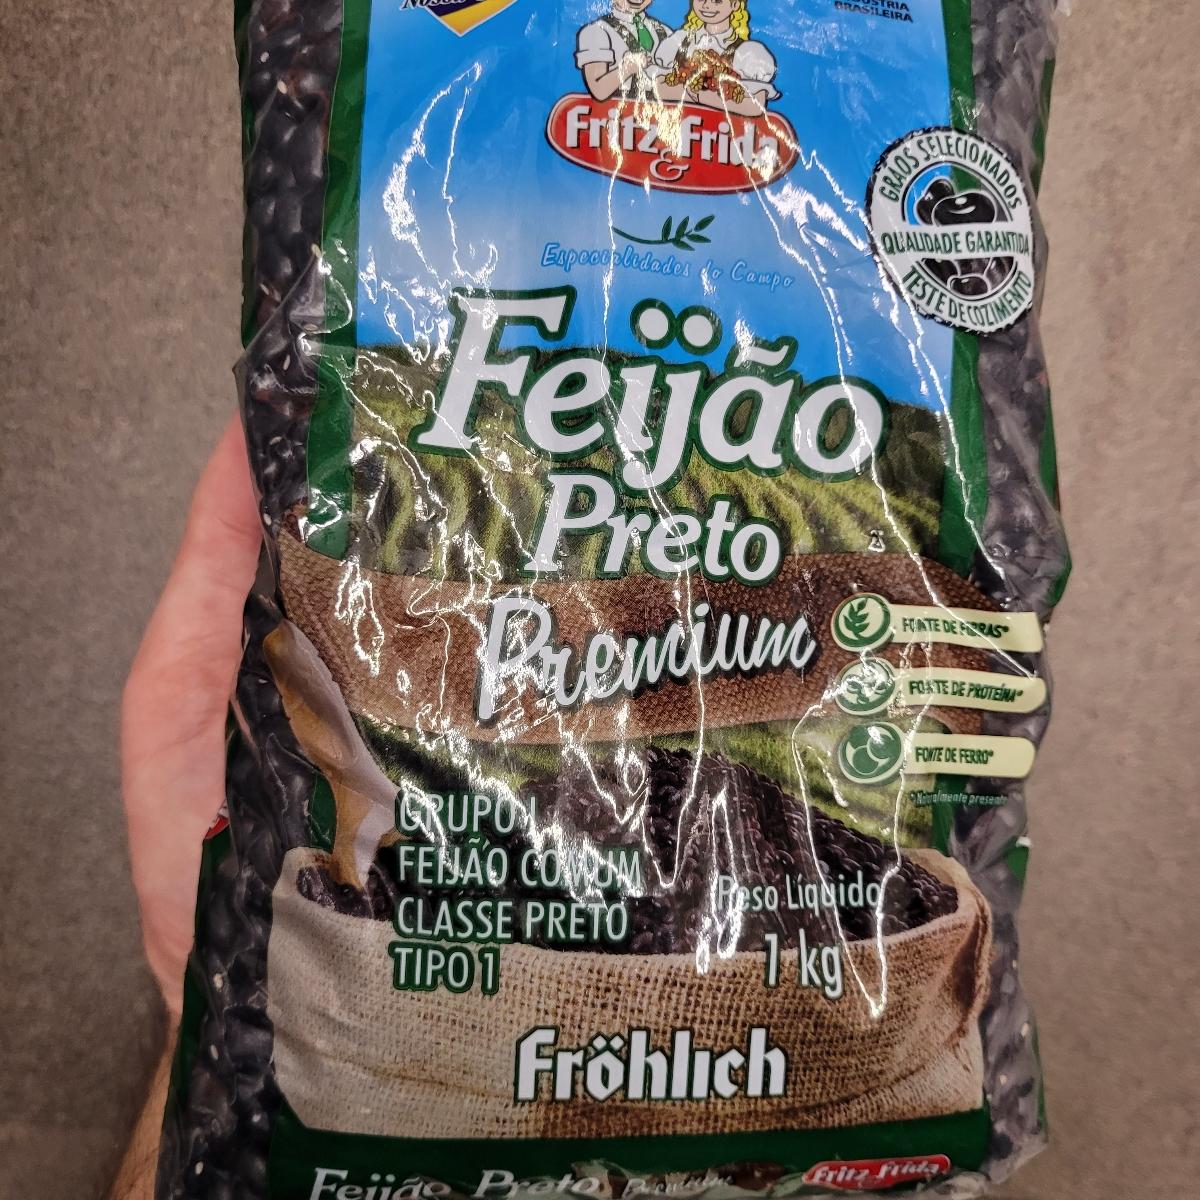 INDÚSTRIA
BRASILEIRA
Fritz & Frida
GRÃOS SELECIONADOS
QUALIDADE GARANTIDA
TESTE DE COZIMENTO
Especialidades do Campo
Feijão
Preto
Premium
FONTE DE FIBRAS*
FONTE DE PROTEÍNA*
FONTE DE FERRO*
*Naturalmente presente
GRUPO I
FEIJÃO COMUM
CLASSE PRETO
TIPO 1
Peso Líquido
1 kg
Fröhlich
Feijão Preto Premium
Fritz & Frida